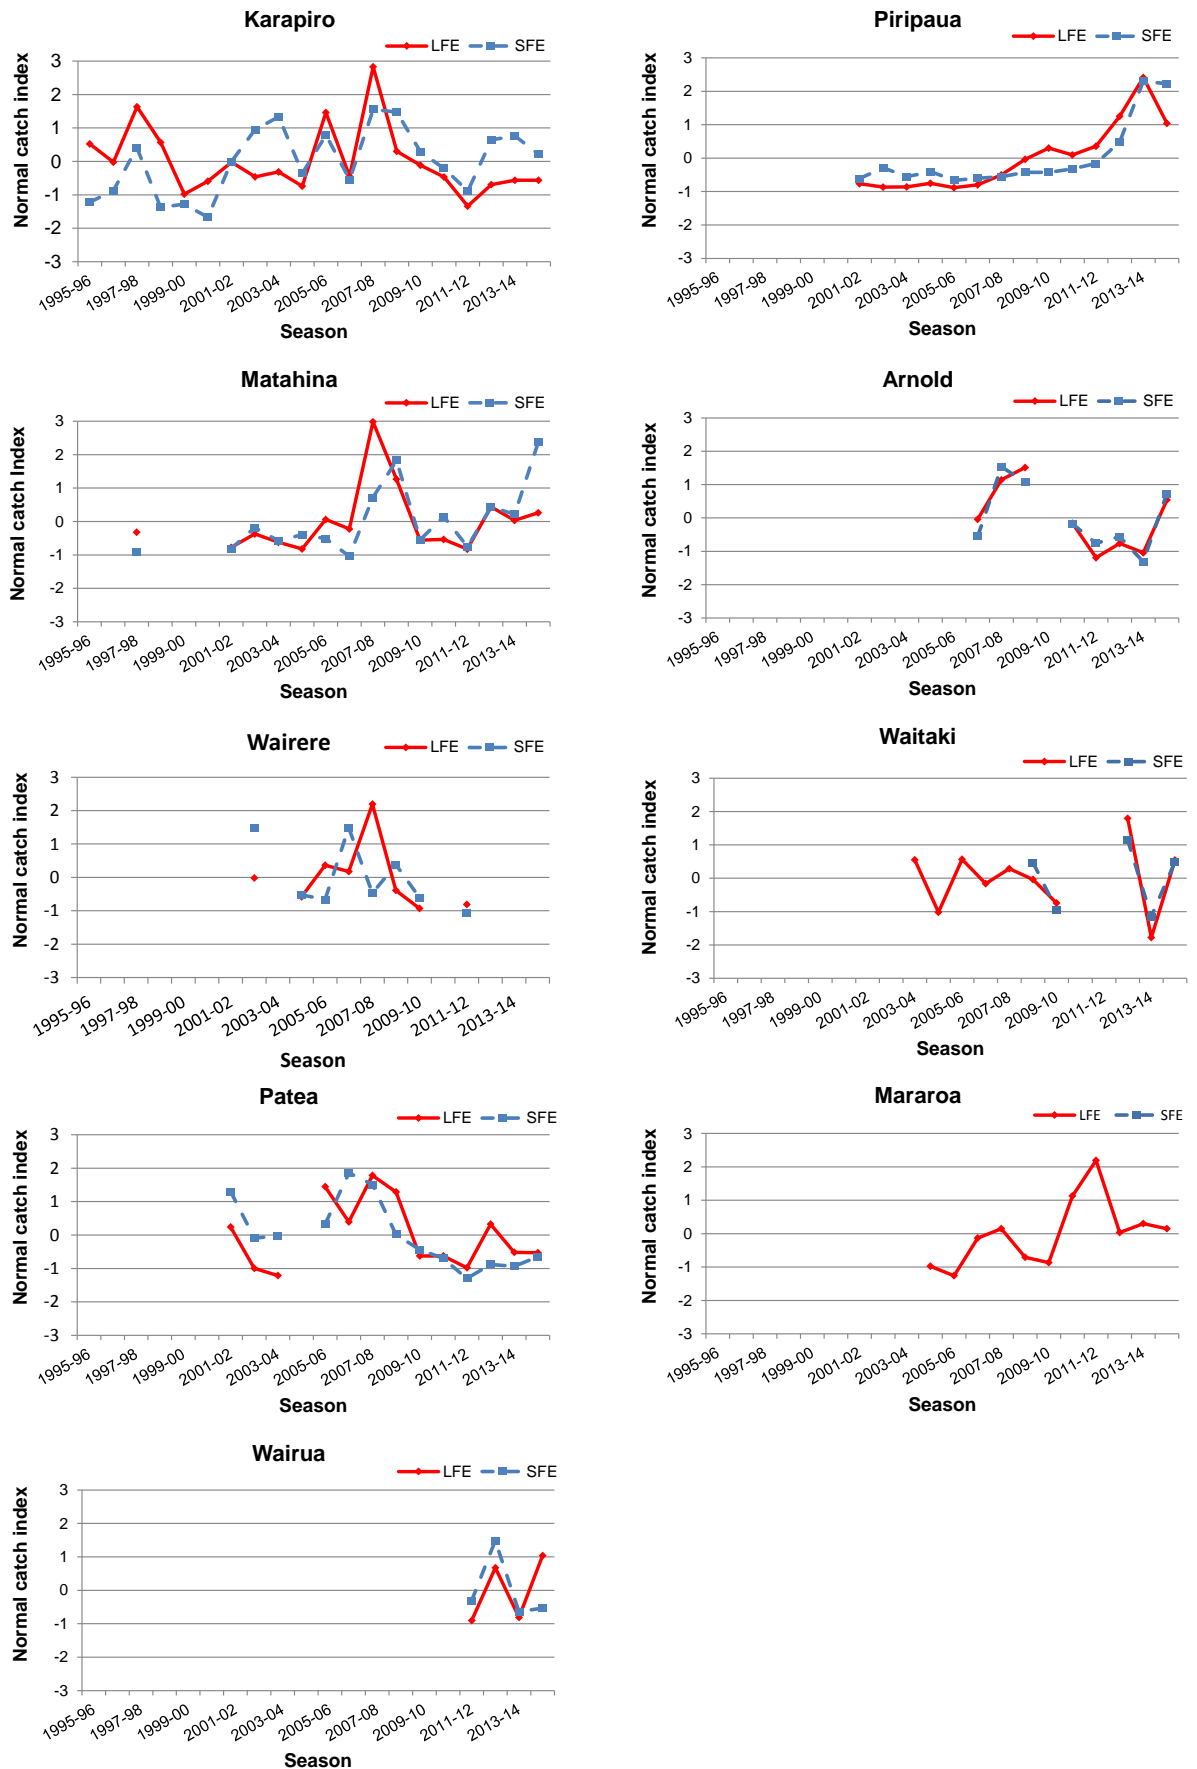 Karapiro
LFE SFE
Normal catch index
3
2
1
0
-1
-2
-3
1995-96 1997-98 1999-00 2001-02 2003-04 2005-06 2007-08 2009-10 2011-12 2013-14
Season
Piripaua
LFE SFE
Normal catch index
3
2
1
0
-1
-2
-3
1995-96 1997-98 1999-00 2001-02 2003-04 2005-06 2007-08 2009-10 2011-12 2013-14
Season
Matahina
LFE SFE
Normal catch Index
3
2
1
0
-1
-2
-3
1995-96 1997-98 1999-00 2001-02 2003-04 2005-06 2007-08 2009-10 2011-12 2013-14
Season
Arnold
LFE SFE
Normal catch index
3
2
1
0
-1
-2
-3
1995-96 1997-98 1999-00 2001-02 2003-04 2005-06 2007-08 2009-10 2011-12 2013-14
Season
Wairere
LFE SFE
Normal catch index
3
2
1
0
-1
-2
-3
1995-96 1997-98 1999-00 2001-02 2003-04 2005-06 2007-08 2009-10 2011-12 2013-14
Season
Waitaki
LFE SFE
Normal catch index
3
2
1
0
-1
-2
-3
1995-96 1997-98 1999-00 2001-02 2003-04 2005-06 2007-08 2009-10 2011-12 2013-14
Season
Patea
LFE SFE
Normal catch index
3
2
1
0
-1
-2
-3
1995-96 1997-98 1999-00 2001-02 2003-04 2005-06 2007-08 2009-10 2011-12 2013-14
Season
Mararoa
LFE SFE
Normal catch index
3
2
1
0
-1
-2
-3
1995-96 1997-98 1999-00 2001-02 2003-04 2005-06 2007-08 2009-10 2011-12 2013-14
Season
Wairua
LFE SFE
Normal catch index
3
2
1
0
-1
-2
-3
1995-96 1997-98 1999-00 2001-02 2003-04 2005-06 2007-08 2009-10 2011-12 2013-14
Season